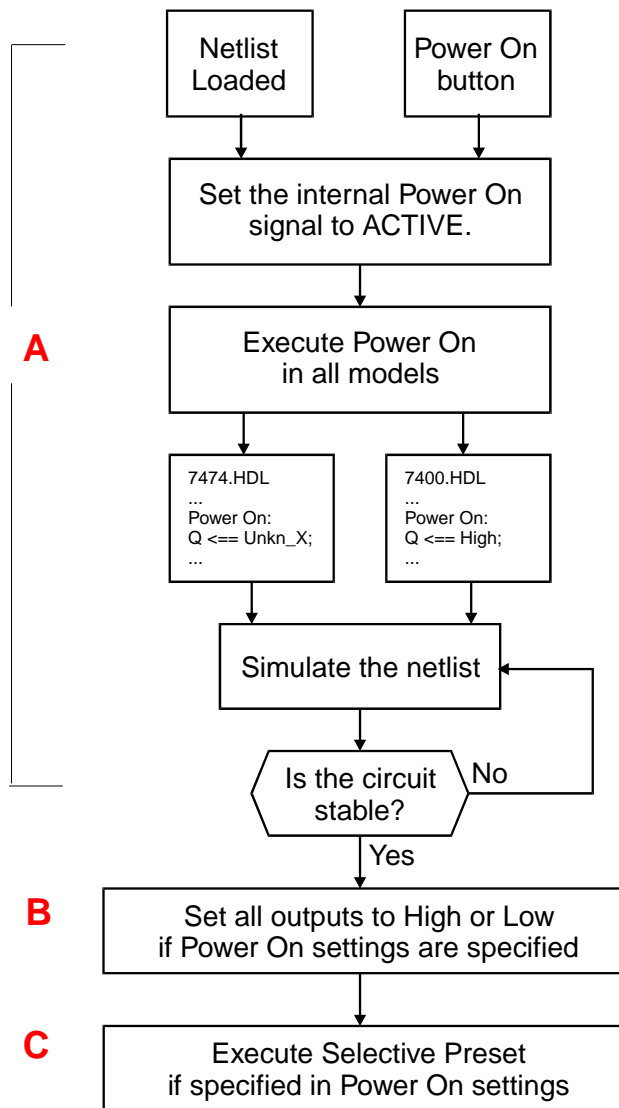 Netlist
Loaded
Power On
button
Set the internal Power On
signal to ACTIVE.
A
Execute Power On
in all models
7474.HDL
...
Power On:
Q <== Unkn_X;
...
7400.HDL
...
Power On:
Q <== High;
...
Simulate the netlist
Is the circuit
stable?
No
Yes
B
Set all outputs to High or Low
if Power On settings are specified
C
Execute Selective Preset
if specified in Power On settings